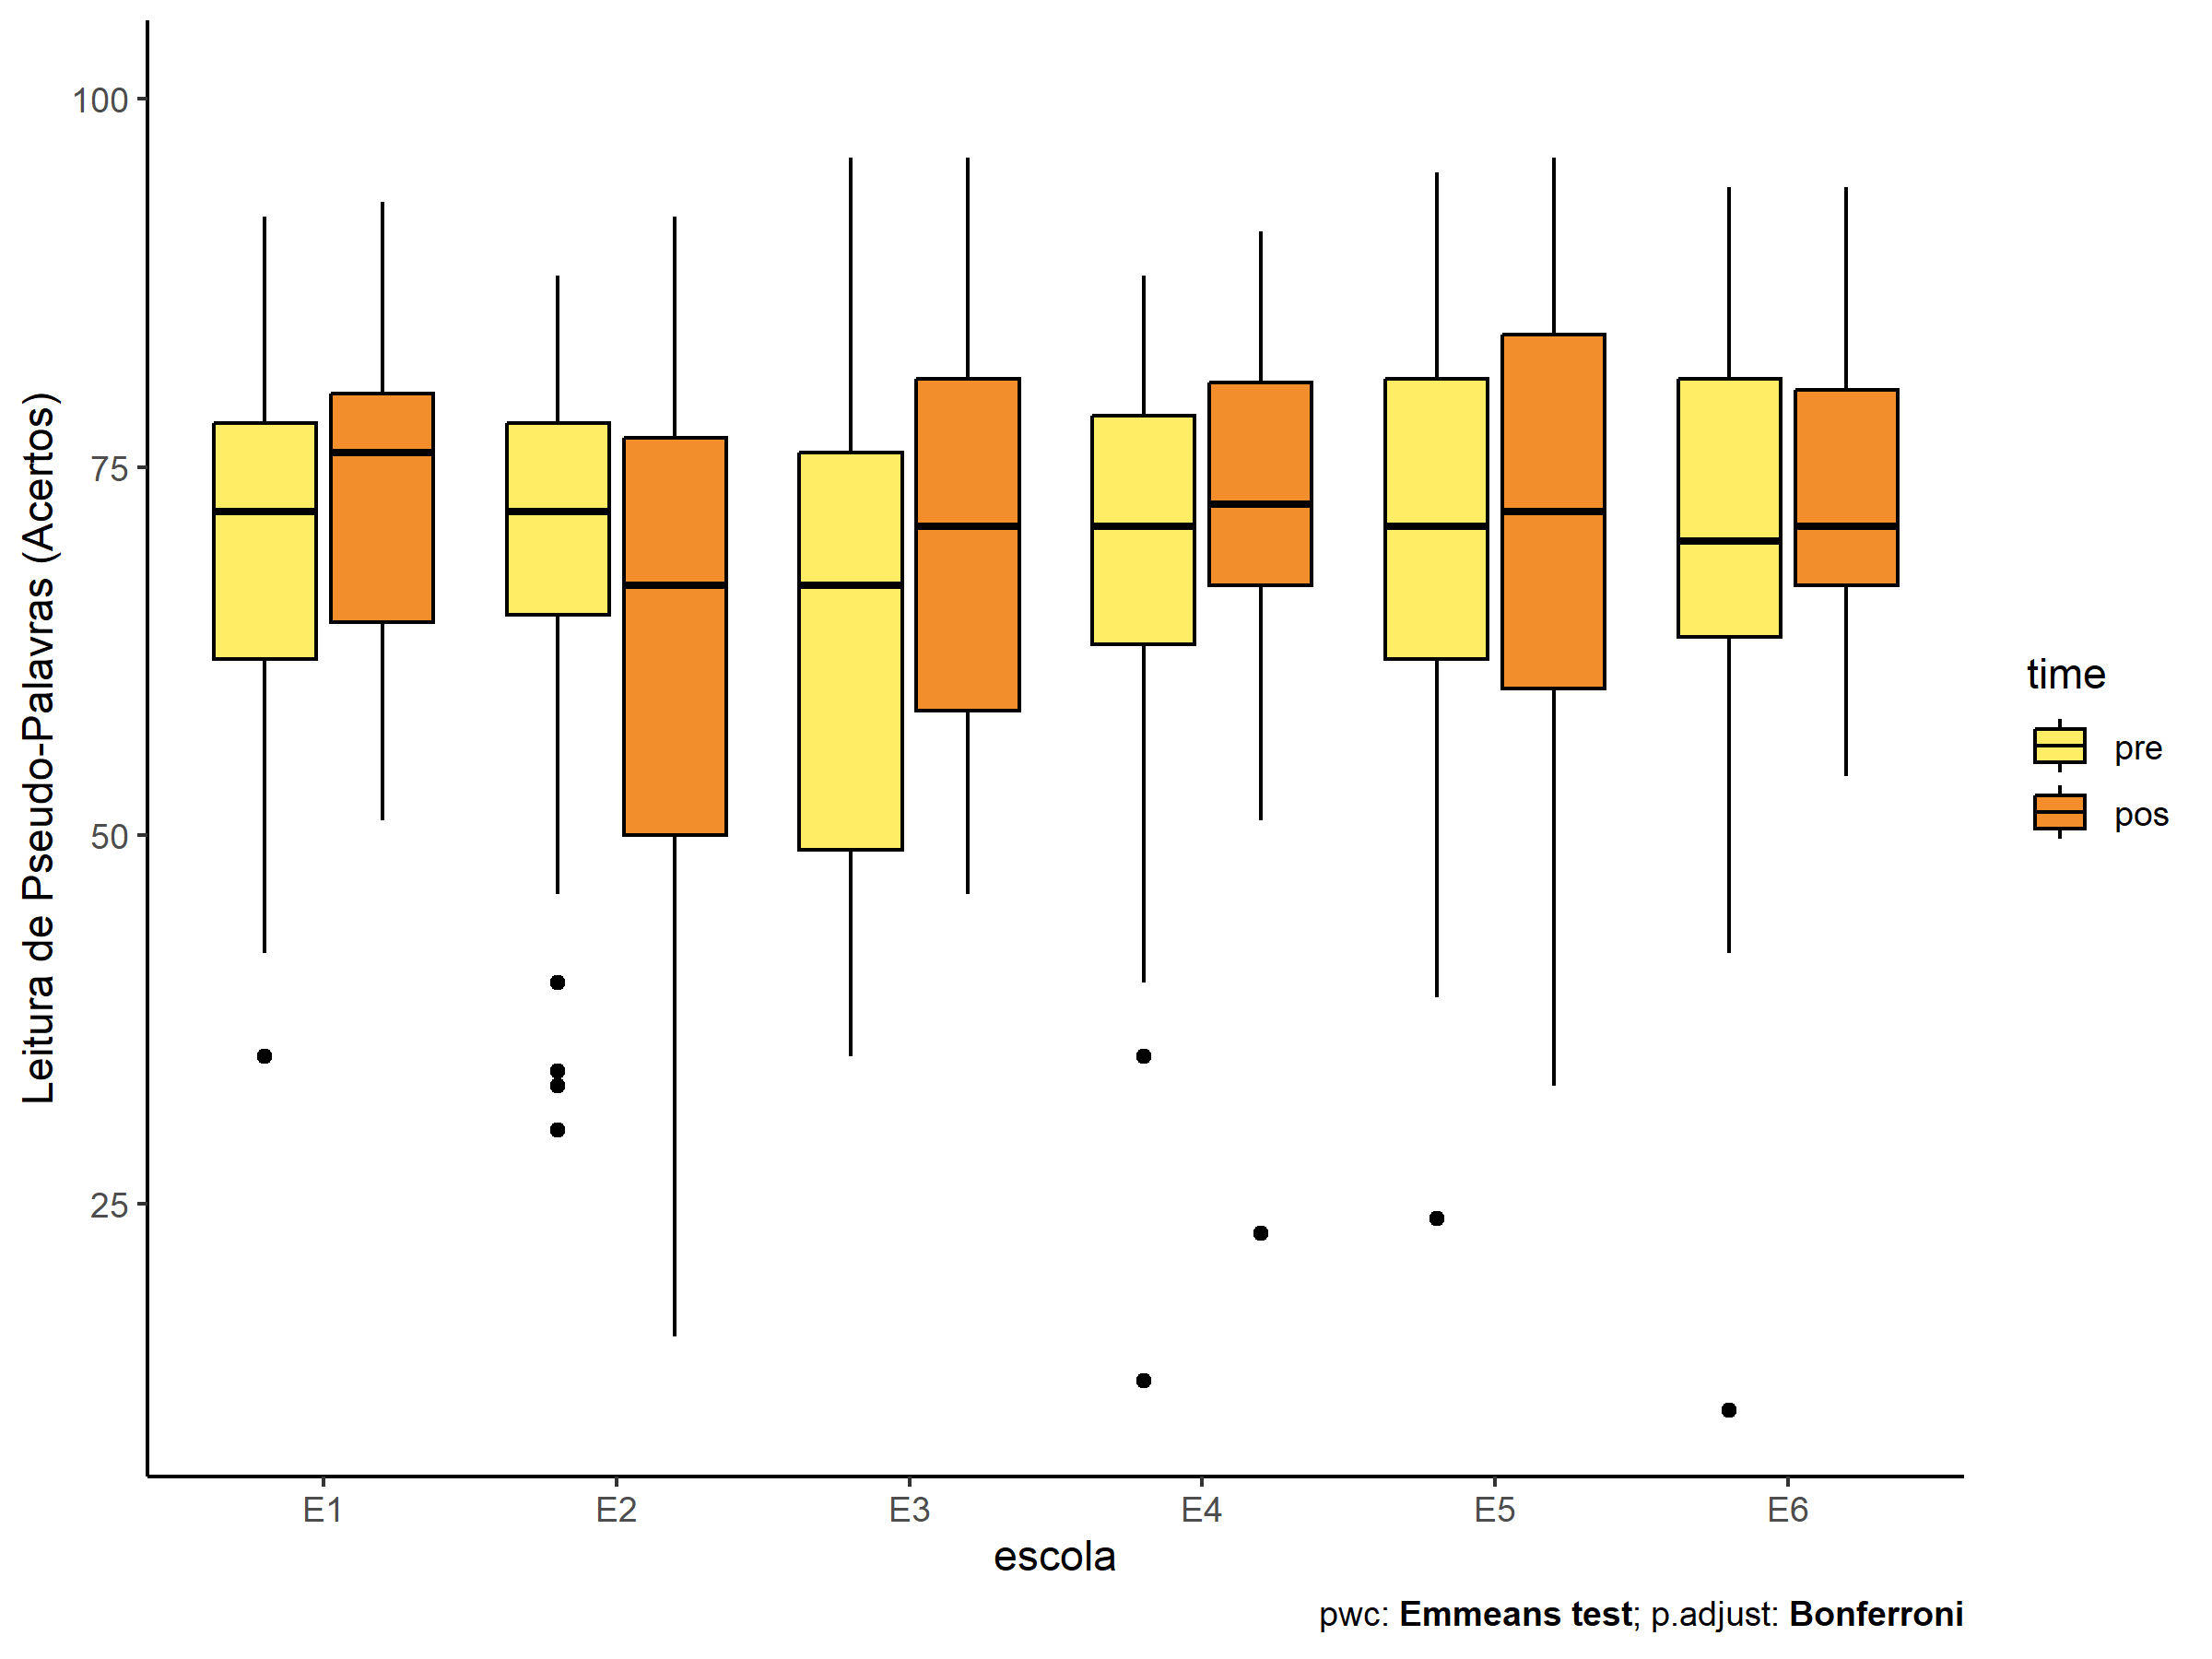 Leitura de Pseudo-Palavras (Acertos)
100
75
50
25
E1 E2 E3 E4 E5 E6
escola
time
pre
pos
pwc: Emmeans test; p.adjust: Bonferroni